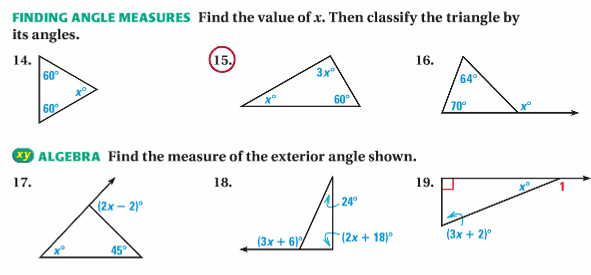 FINDING ANGLE MEASURES Find the value of x. Then classify the triangle by
its angles.
14.
60°
x°
60°
15.
3x°
x°
60°
16.
64°
70°
x°
xy ALGEBRA Find the measure of the exterior angle shown.
17.
(2x − 2)°
x°
45°
18.
24°
(3x + 6)°
(2x + 18)°
19.
x°
1
(3x + 2)°